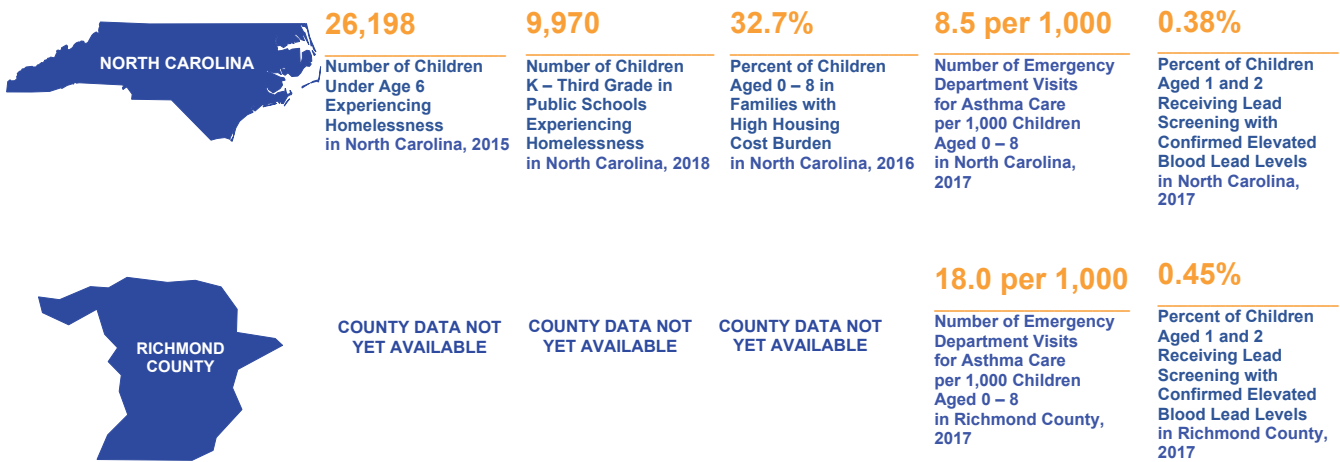 NORTH CAROLINA
26,198
Number of Children
Under Age 6
Experiencing
Homelessness
in North Carolina, 2015
9,970
Number of Children
K – Third Grade in
Public Schools
Experiencing
Homelessness
in North Carolina, 2018
32.7%
Percent of Children
Aged 0 – 8 in
Families with
High Housing
Cost Burden
in North Carolina, 2016
8.5 per 1,000
Number of Emergency
Department Visits
for Asthma Care
per 1,000 Children
Aged 0 – 8
in North Carolina,
2017
0.38%
Percent of Children
Aged 1 and 2
Receiving Lead
Screening with
Confirmed Elevated
Blood Lead Levels
in North Carolina,
2017
RICHMOND
COUNTY
COUNTY DATA NOT
YET AVAILABLE
COUNTY DATA NOT
YET AVAILABLE
COUNTY DATA NOT
YET AVAILABLE
18.0 per 1,000
Number of Emergency
Department Visits
for Asthma Care
per 1,000 Children
Aged 0 – 8
in Richmond County,
2017
0.45%
Percent of Children
Aged 1 and 2
Receiving Lead
Screening with
Confirmed Elevated
Blood Lead Levels
in Richmond County,
2017